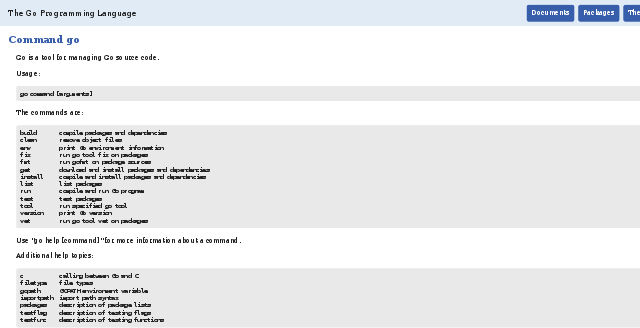 The Go Programming Language
Documents Packages The
Command go
Go is a tool for managing Go source code.
Usage:
go command [arguments]
The commands are:
build compile packages and dependencies
clean remove object files
env print Go environment information
fix run go tool fix on packages
fmt run gofmt on package sources
get download and install packages and dependencies
install compile and install packages and dependencies
list list packages
run compile and run Go program
test test packages
tool run specified go tool
version print Go version
vet run go tool vet on packages
Use "go help [command]" for more information about a command.
Additional help topics:
c calling between Go and C
filetype file types
gopath GOPATH environment variable
importpath import path syntax
packages description of package lists
testflag description of testing flags
testfunc description of testing functions